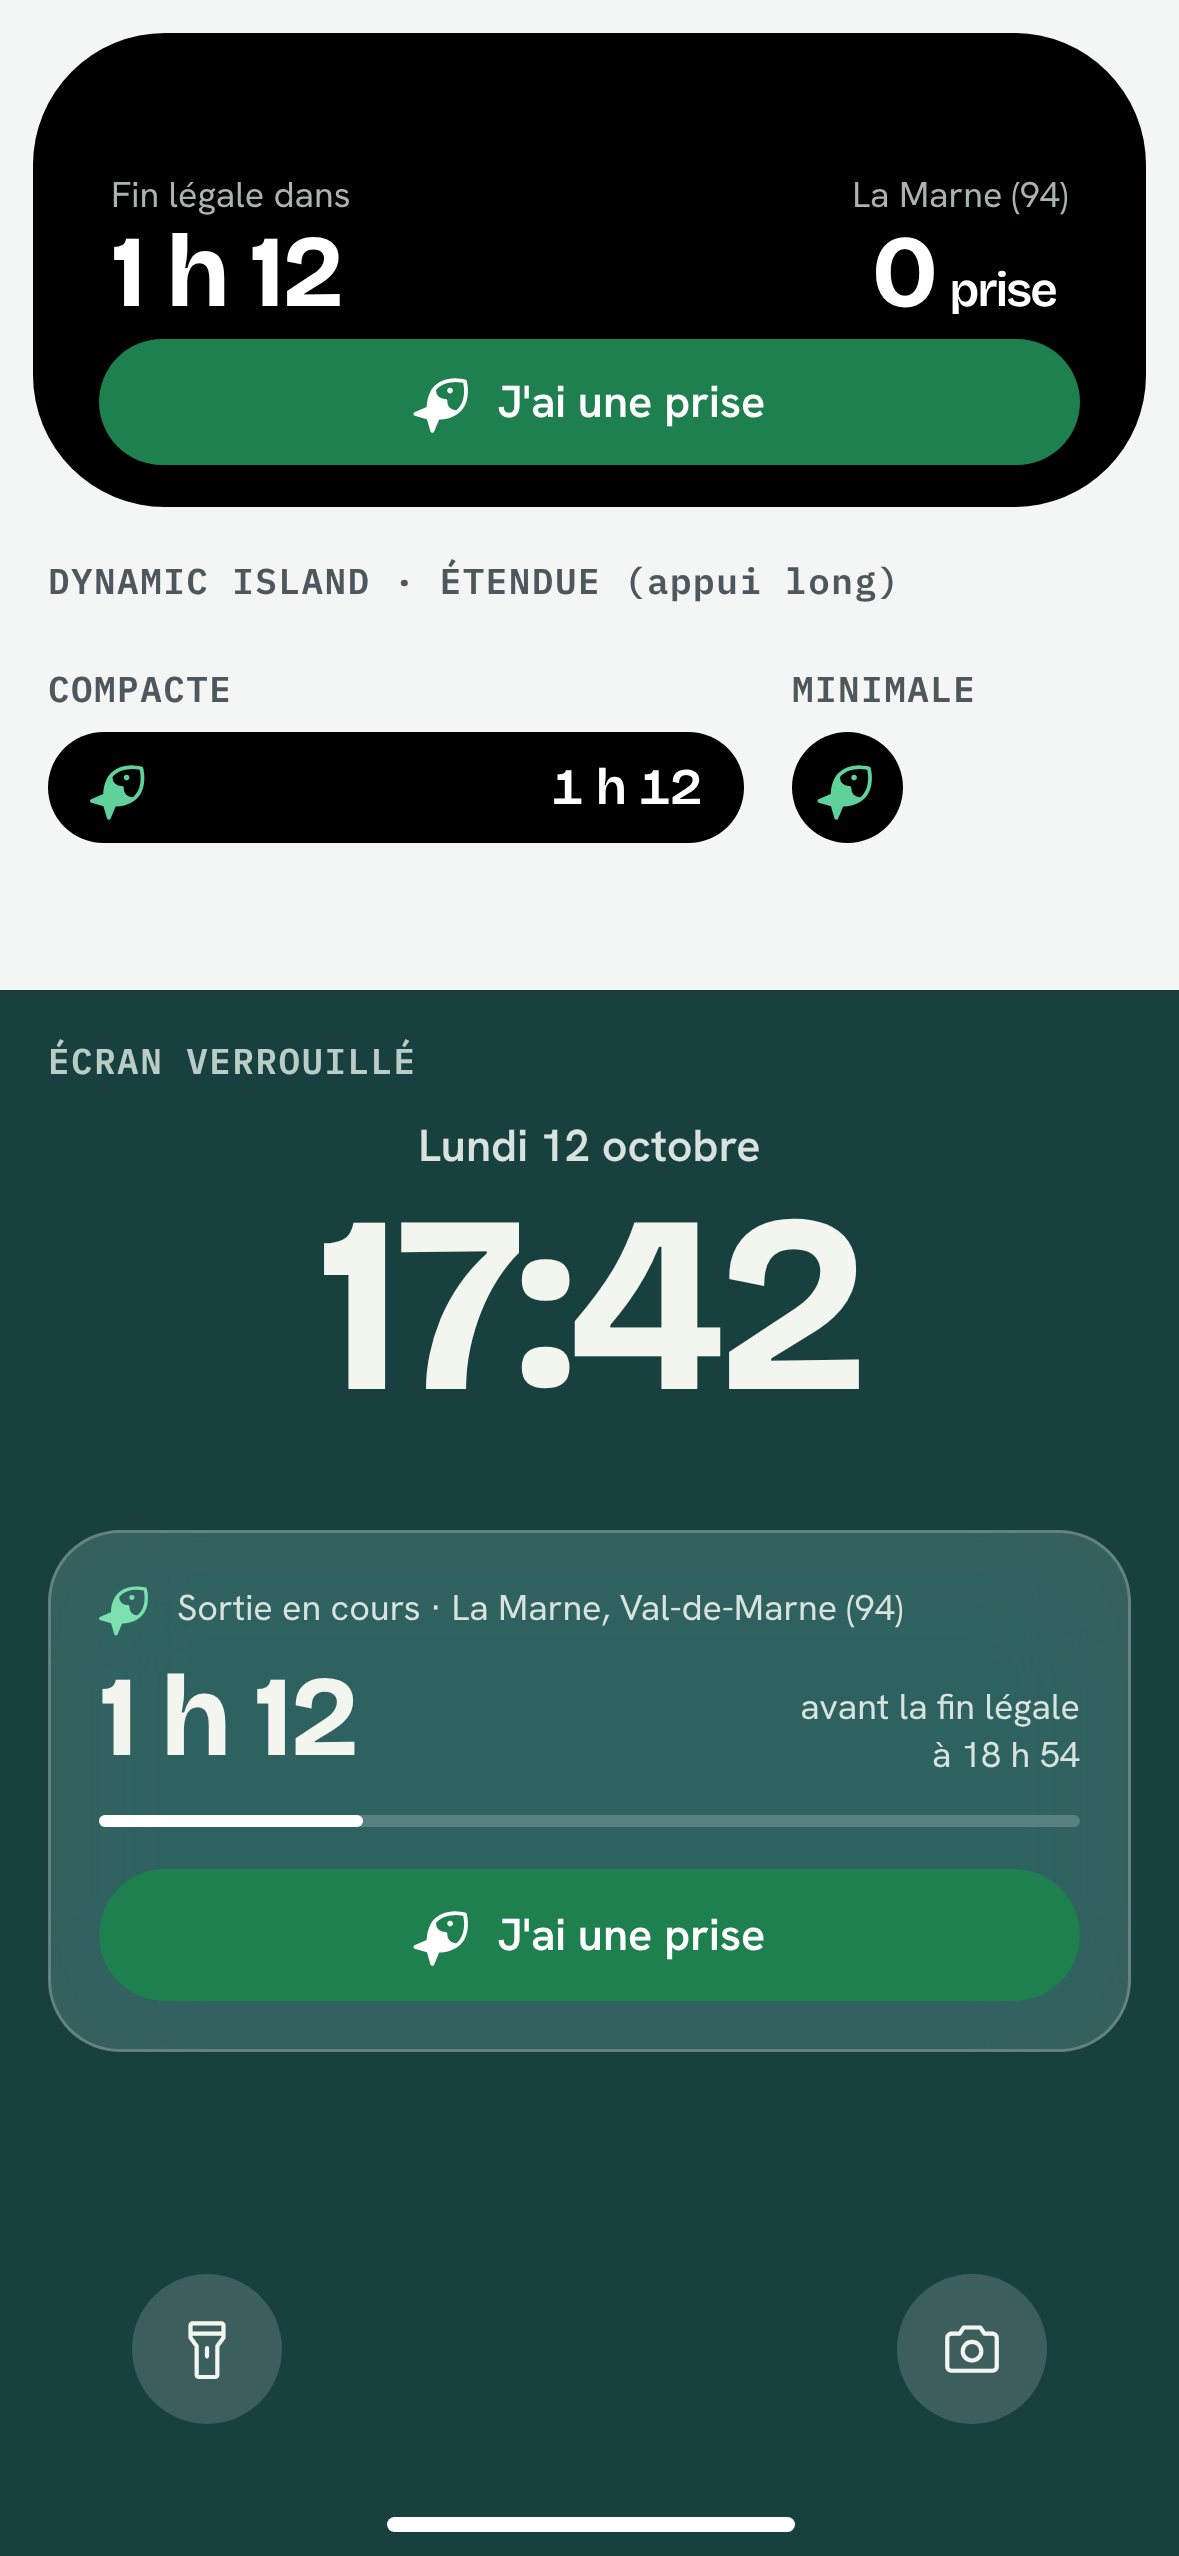 Fin légale dans
La Marne (94)
1 h 12
0 prise
J'ai une prise
DYNAMIC ISLAND · ÉTENDUE (appui long)
COMPACTE
MINIMALE
1 h 12
ÉCRAN VERROUILLÉ
Lundi 12 octobre
17:42
Sortie en cours · La Marne, Val-de-Marne (94)
1 h 12
avant la fin légale
à 18 h 54
J'ai une prise